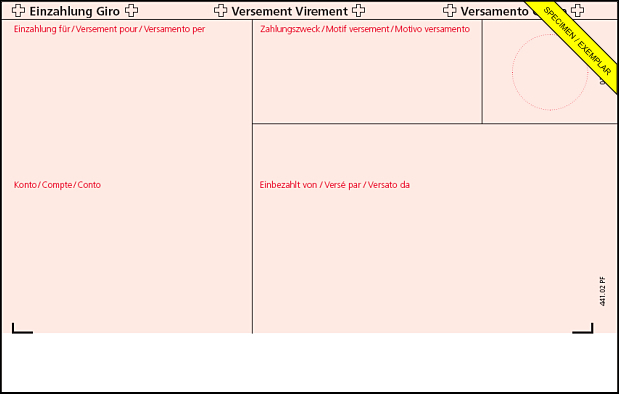 Einzahlung Giro Versement Virement Versamento
SPECIMEN / EXEMPLAR
Einzahlung für / Versement pour / Versamento per
Zahlungszweck / Motif versement / Motivo versamento
Konto / Compte / Conto
Einbezahlt von / Versé par / Versato da
441.02 PF